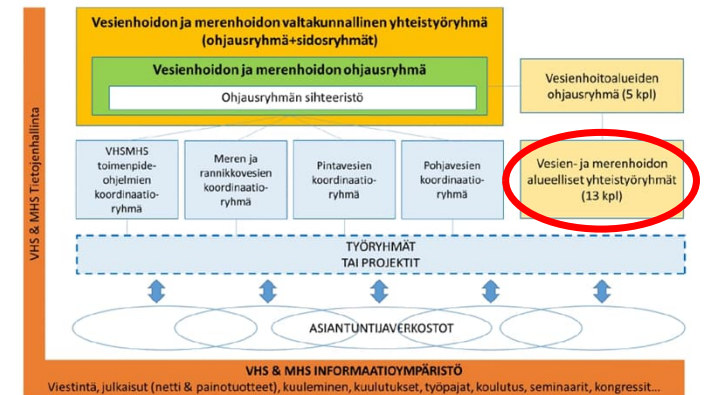 Vesienhoidon ja merenhoidon valtakunnallinen yhteistyöryhmä
(ohjausryhmä+sidosryhmät)
Vesienhoidon ja merenhoidon ohjausryhmä
Ohjausryhmän sihteeristö
Vesienhoitoalueiden
ohjausryhmä (5 kpl)
VHSMHS
toimenpide-
ohjelmien
koordinaatio-
ryhmä
Meren ja
rannikkovesien
koordinaatio-
ryhmä
Pintavesien
koordinaatio-
ryhmä
Pohjavesien
koordinaatio-
ryhmä
Vesien- ja merenhoidon
alueelliset yhteistyöryhmät
(13 kpl)
TYÖRYHMÄT
TAI PROJEKTIT
ASIANTUNTIJAVERKOSTOT
VHS & MHS Tietojenhallinta
VHS & MHS INFORMAATIOYMPÄRISTÖ
Viestintä, julkaisut (netti & painotuotteet), kuuleminen, kuulutukset, työpajat, koulutus, seminaarit, kongressit...